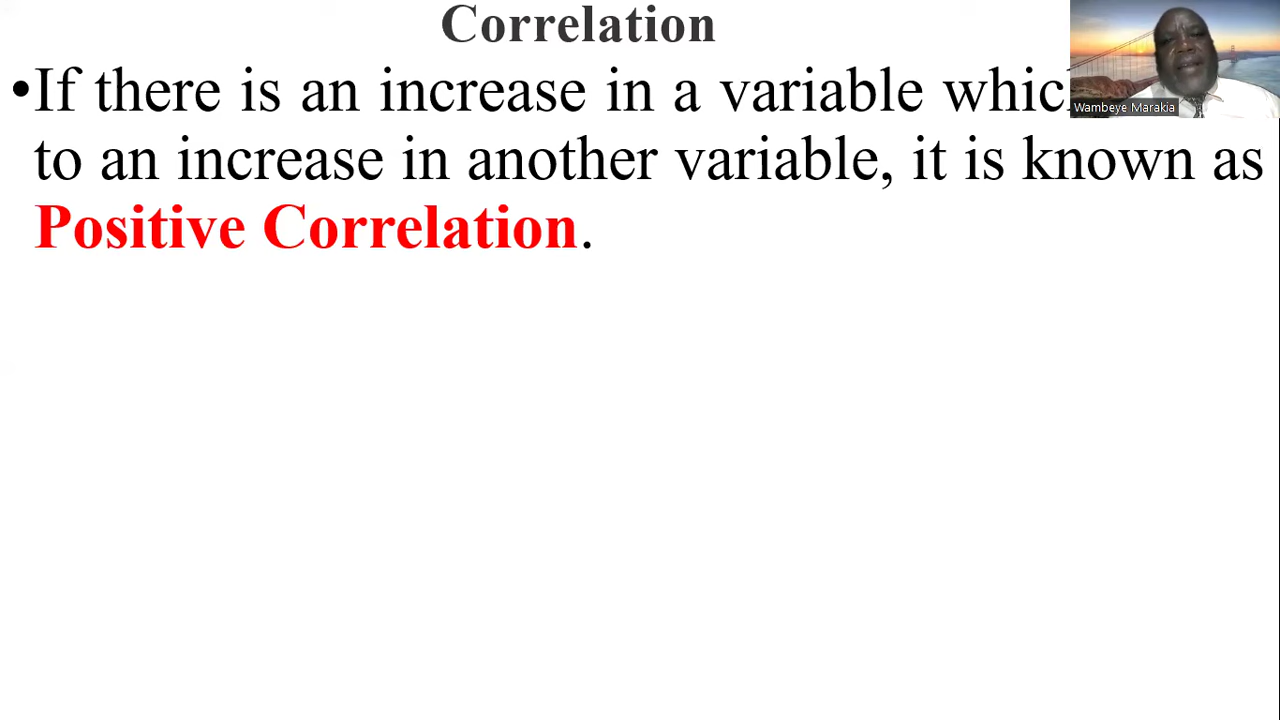 Correlation
•If there is an increase in a variable
to an increase in another variable, it is known as
Positive Correlation.
Wambeye Marakia